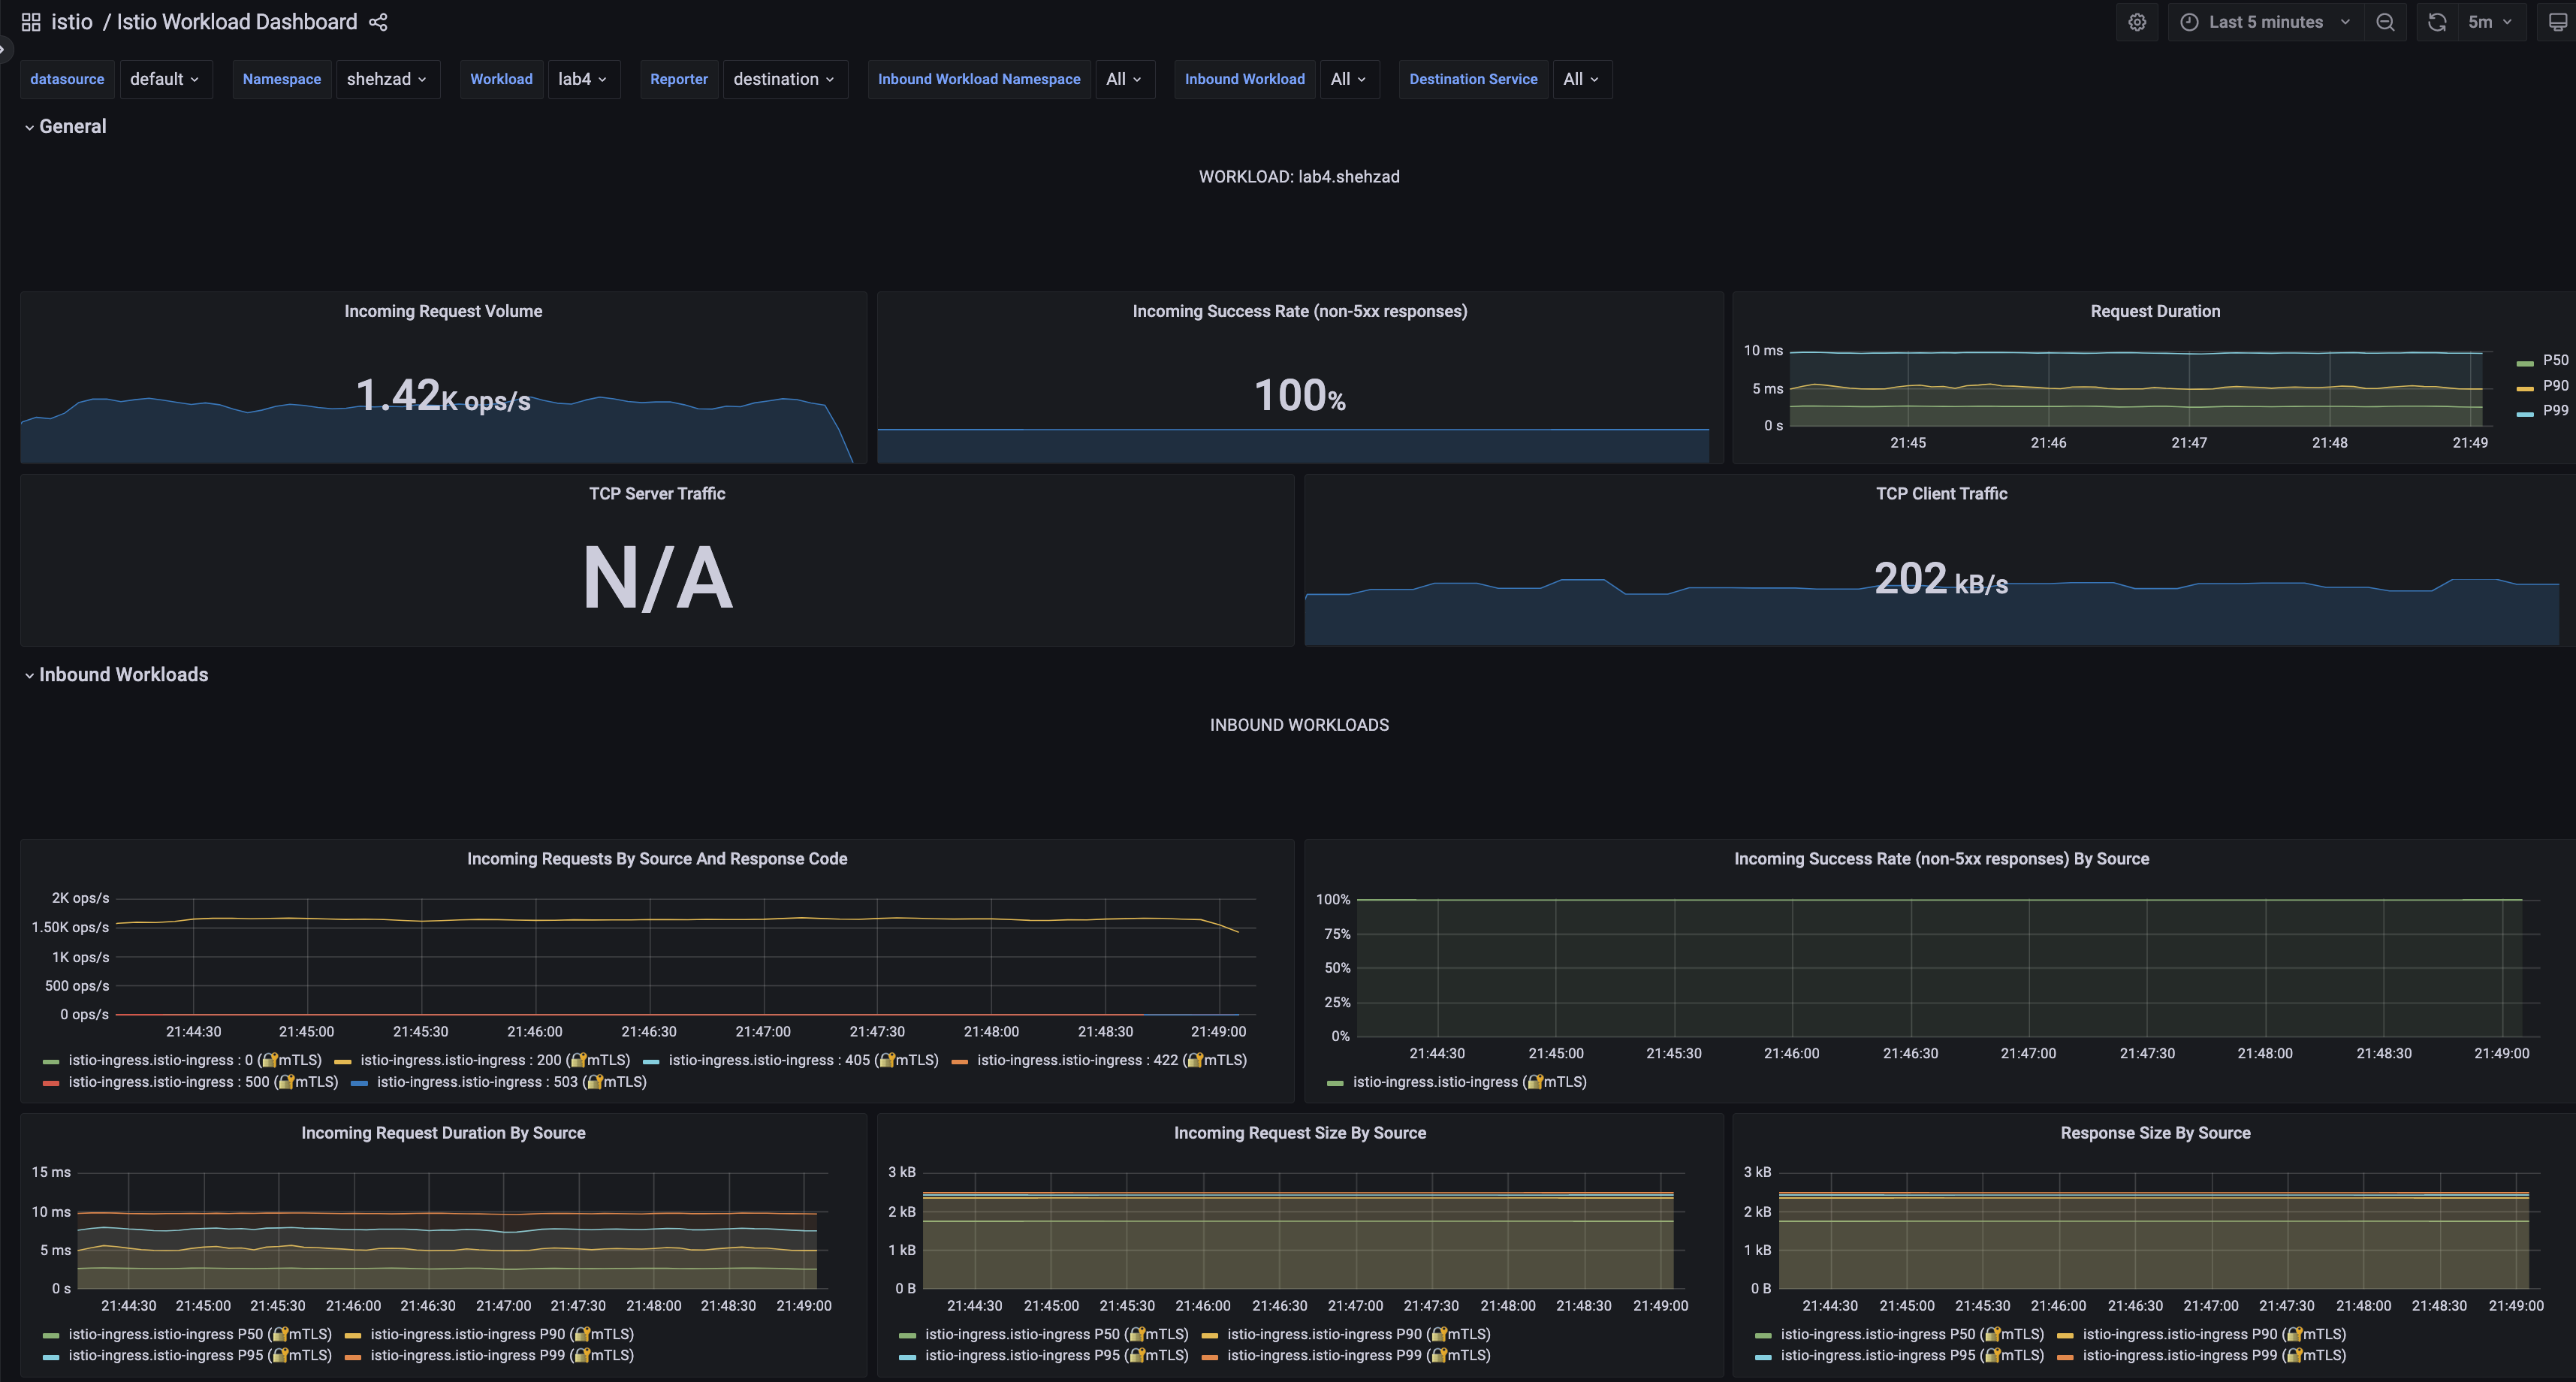 istio / Istio Workload Dashboard
Last 5 minutes
5m
datasource default Namespace shehzad Workload lab4 Reporter destination Inbound Workload Namespace All Inbound Workload All Destination Service All
General
WORKLOAD: lab4.shehzad
Incoming Request Volume
1.42K ops/s
Incoming Success Rate (non-5xx responses)
100%
Request Duration
10 ms
5 ms
0 s
21:45 21:46 21:47 21:48 21:49
P50
P90
P99
TCP Server Traffic
N/A
TCP Client Traffic
202 kB/s
Inbound Workloads
INBOUND WORKLOADS
Incoming Requests By Source And Response Code
2K ops/s
1.50K ops/s
1K ops/s
500 ops/s
0 ops/s
21:44:30 21:45:00 21:45:30 21:46:00 21:46:30 21:47:00 21:47:30 21:48:00 21:48:30 21:49:00
istio-ingress.istio-ingress : 0 (🔐mTLS) istio-ingress.istio-ingress : 200 (🔐mTLS) istio-ingress.istio-ingress : 405 (🔐mTLS) istio-ingress.istio-ingress : 422 (🔐mTLS)
istio-ingress.istio-ingress : 500 (🔐mTLS) istio-ingress.istio-ingress : 503 (🔐mTLS)
Incoming Success Rate (non-5xx responses) By Source
100%
75%
50%
25%
0%
21:44:30 21:45:00 21:45:30 21:46:00 21:46:30 21:47:00 21:47:30 21:48:00 21:48:30 21:49:00
istio-ingress.istio-ingress (🔐mTLS)
Incoming Request Duration By Source
15 ms
10 ms
5 ms
0 s
21:44:30 21:45:00 21:45:30 21:46:00 21:46:30 21:47:00 21:47:30 21:48:00 21:48:30 21:49:00
istio-ingress.istio-ingress P50 (🔐mTLS) istio-ingress.istio-ingress P90 (🔐mTLS)
istio-ingress.istio-ingress P95 (🔐mTLS) istio-ingress.istio-ingress P99 (🔐mTLS)
Incoming Request Size By Source
3 kB
2 kB
1 kB
0 B
21:44:30 21:45:00 21:45:30 21:46:00 21:46:30 21:47:00 21:47:30 21:48:00 21:48:30 21:49:00
istio-ingress.istio-ingress P50 (🔐mTLS) istio-ingress.istio-ingress P90 (🔐mTLS)
istio-ingress.istio-ingress P95 (🔐mTLS) istio-ingress.istio-ingress P99 (🔐mTLS)
Response Size By Source
3 kB
2 kB
1 kB
0 B
21:44:30 21:45:00 21:45:30 21:46:00 21:46:30 21:47:00 21:47:30 21:48:00 21:48:30 21:49:00
istio-ingress.istio-ingress P50 (🔐mTLS) istio-ingress.istio-ingress P90 (🔐mTLS)
istio-ingress.istio-ingress P95 (🔐mTLS) istio-ingress.istio-ingress P99 (🔐mTLS)